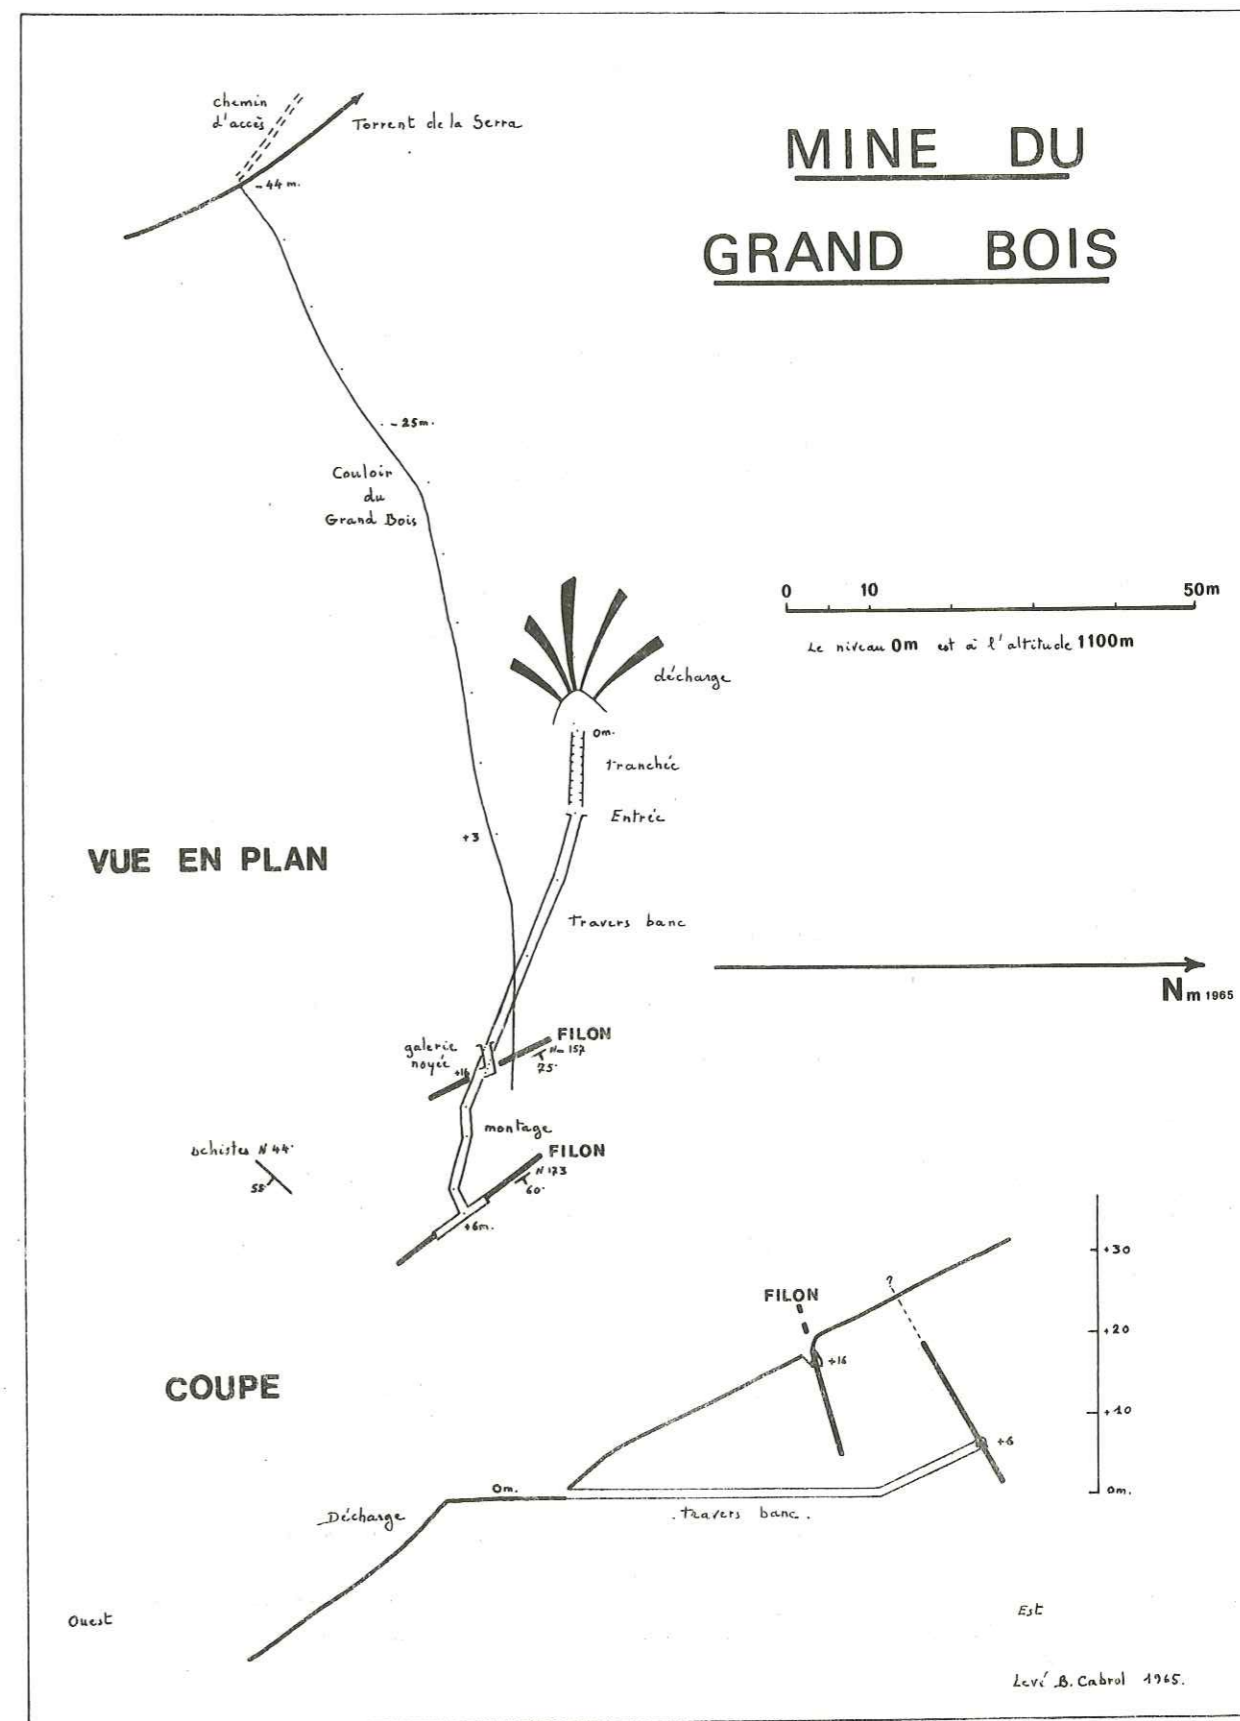 MINE DU
GRAND BOIS
chemin
d'accès
Torrent de la Serra
-44 m.
-25m.
Couloir
du
Grand Bois
0 10 50m
Le niveau 0m est à l'altitude 1100m
décharge
0m.
tranchée
Entrée
+3
VUE EN PLAN
Travers banc
Nm 1965
galerie
noyée
+16
FILON
Nm 157
75°
montage
schistes N 44°
55
FILON
N 173
60°
+6m.
COUPE
FILON
?
+16
+6
+30
+20
+10
0m.
0m.
Décharge
travers banc.
Ouest
Est
Levé B. Cabrol 1965.